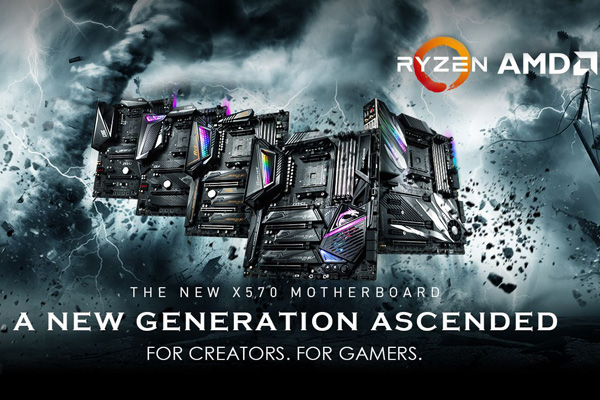 RYZEN AMD
THE NEW X570 MOTHERBOARD
A NEW GENERATION ASCENDED
FOR CREATORS. FOR GAMERS.